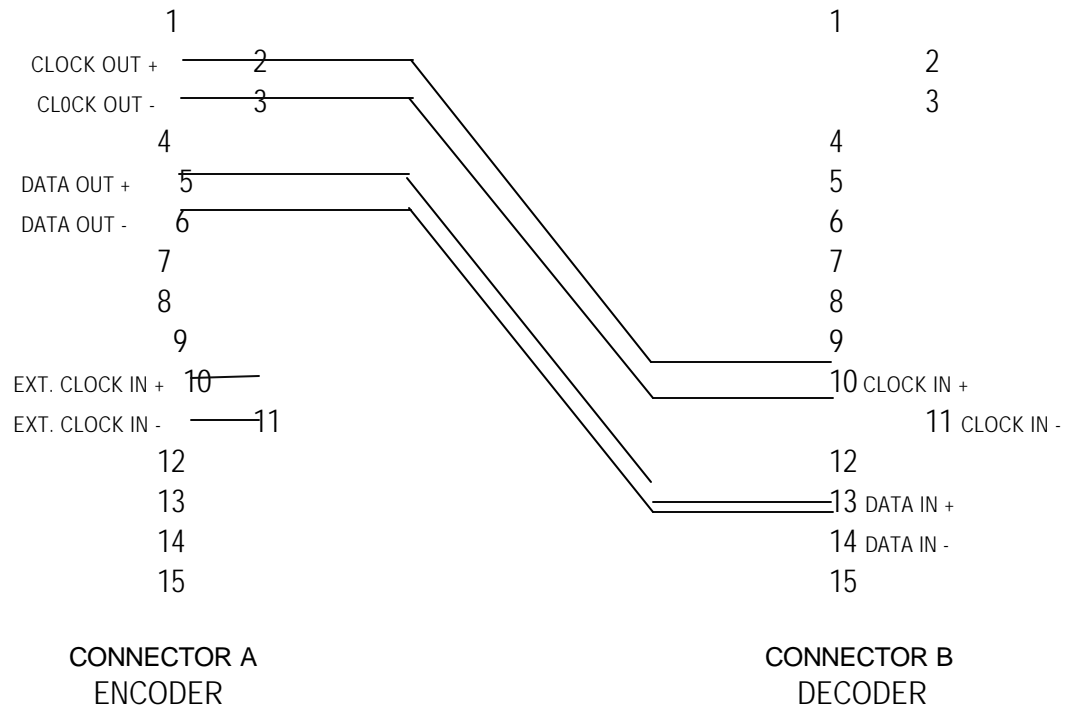 1 1
CLOCK OUT + 2 2
CL0CK OUT - 3 3
4 4
DATA OUT + 5 5
DATA OUT - 6 6
7 7
8 8
9 9
EXT. CLOCK IN + 10 10 CLOCK IN +
EXT. CLOCK IN - 11 11 CLOCK IN -
12 12
13 13 DATA IN +
14 14 DATA IN -
15 15
CONNECTOR A CONNECTOR B
ENCODER DECODER